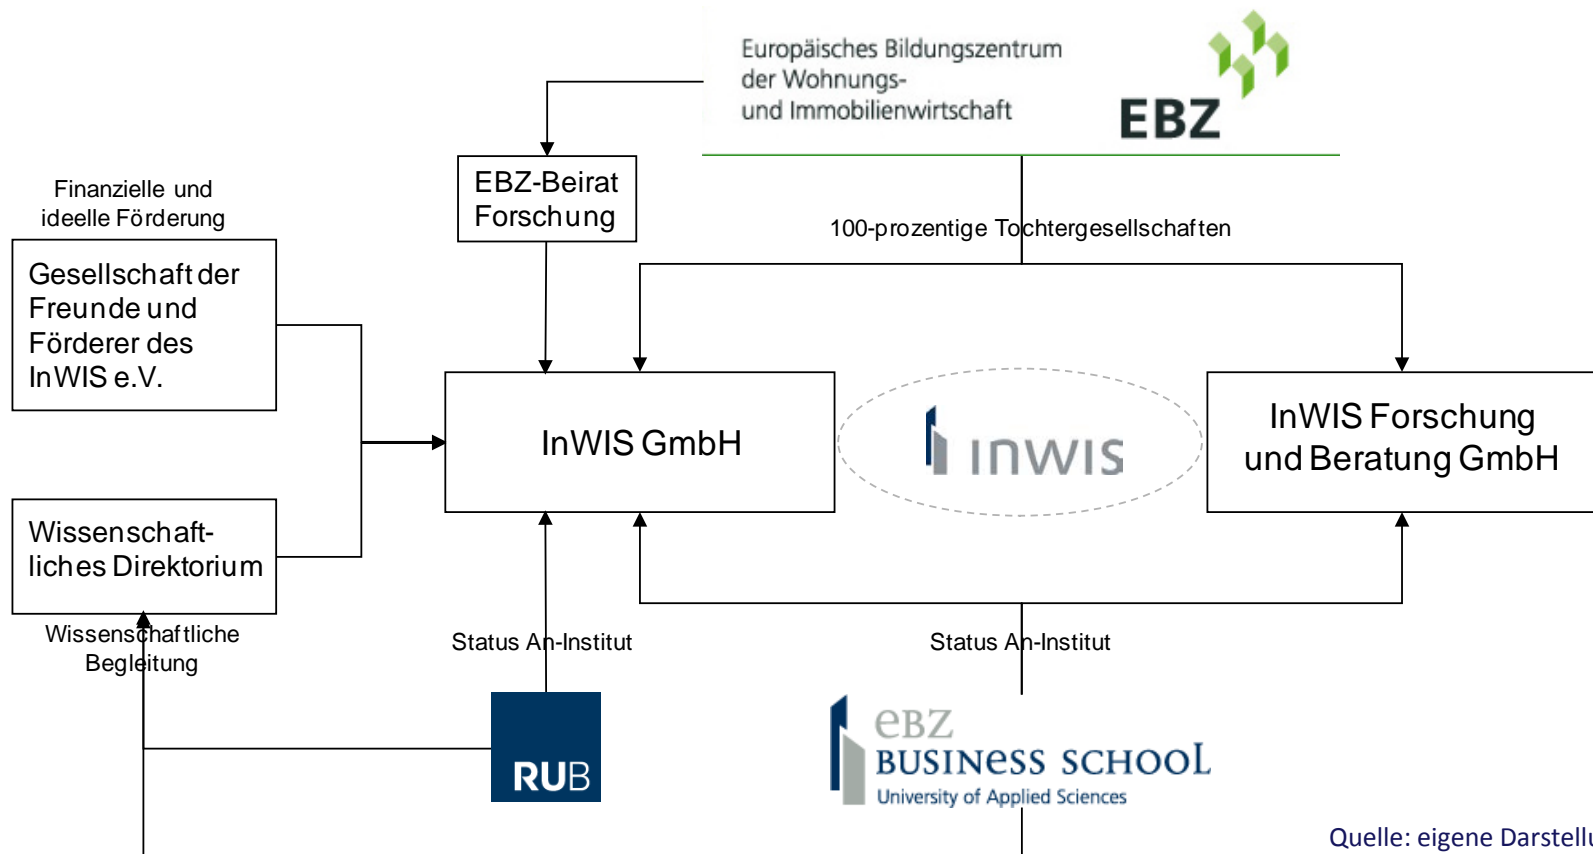 Europäisches Bildungszentrum
der Wohnungs-
und Immobilienwirtschaft
EBZ
EBZ-Beirat
Forschung
Finanzielle und
ideelle Förderung
100-prozentige Tochtergesellschaften
Gesellschaft der
Freunde und
Förderer des
InWIS e.V.
InWIS GmbH
inwis
InWIS Forschung
und Beratung GmbH
Wissenschaft-
liches Direktorium
Wissenschaftliche
Begleitung
Status An-Institut
Status An-Institut
RUB
eBZ
BUSINeSS SCHOOL
University of Applied Sciences
Quelle: eigene Darstellu